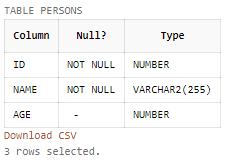 TABLE PERSONS
Column Null? Type
ID NOT NULL NUMBER
NAME NOT NULL VARCHAR2(255)
AGE - NUMBER
Download CSV
3 rows selected.